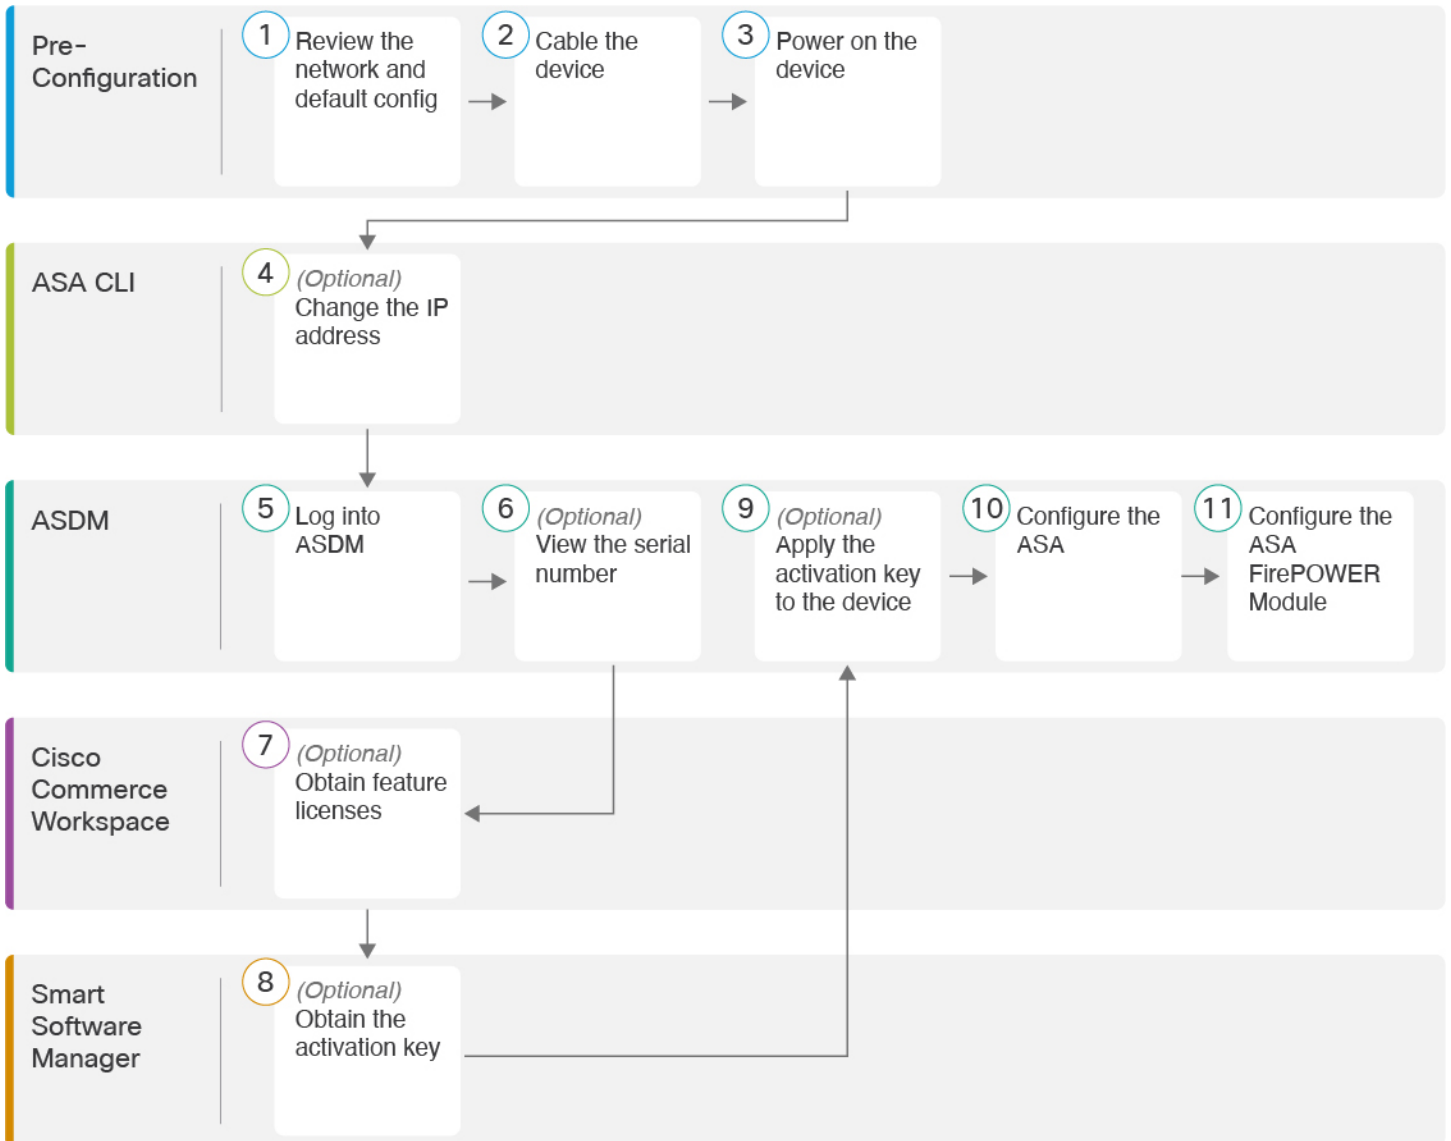 Pre-
Configuration
1
Review the
network and
default config
2
Cable the
device
3
Power on the
device
ASA CLI
4
(Optional)
Change the IP
address
ASDM
5
Log into
ASDM
6
(Optional)
View the serial
number
9
(Optional)
Apply the
activation key
to the device
10
Configure the
ASA
11
Configure the
ASA
FirePOWER
Module
Cisco
Commerce
Workspace
7
(Optional)
Obtain feature
licenses
Smart
Software
Manager
8
(Optional)
Obtain the
activation key